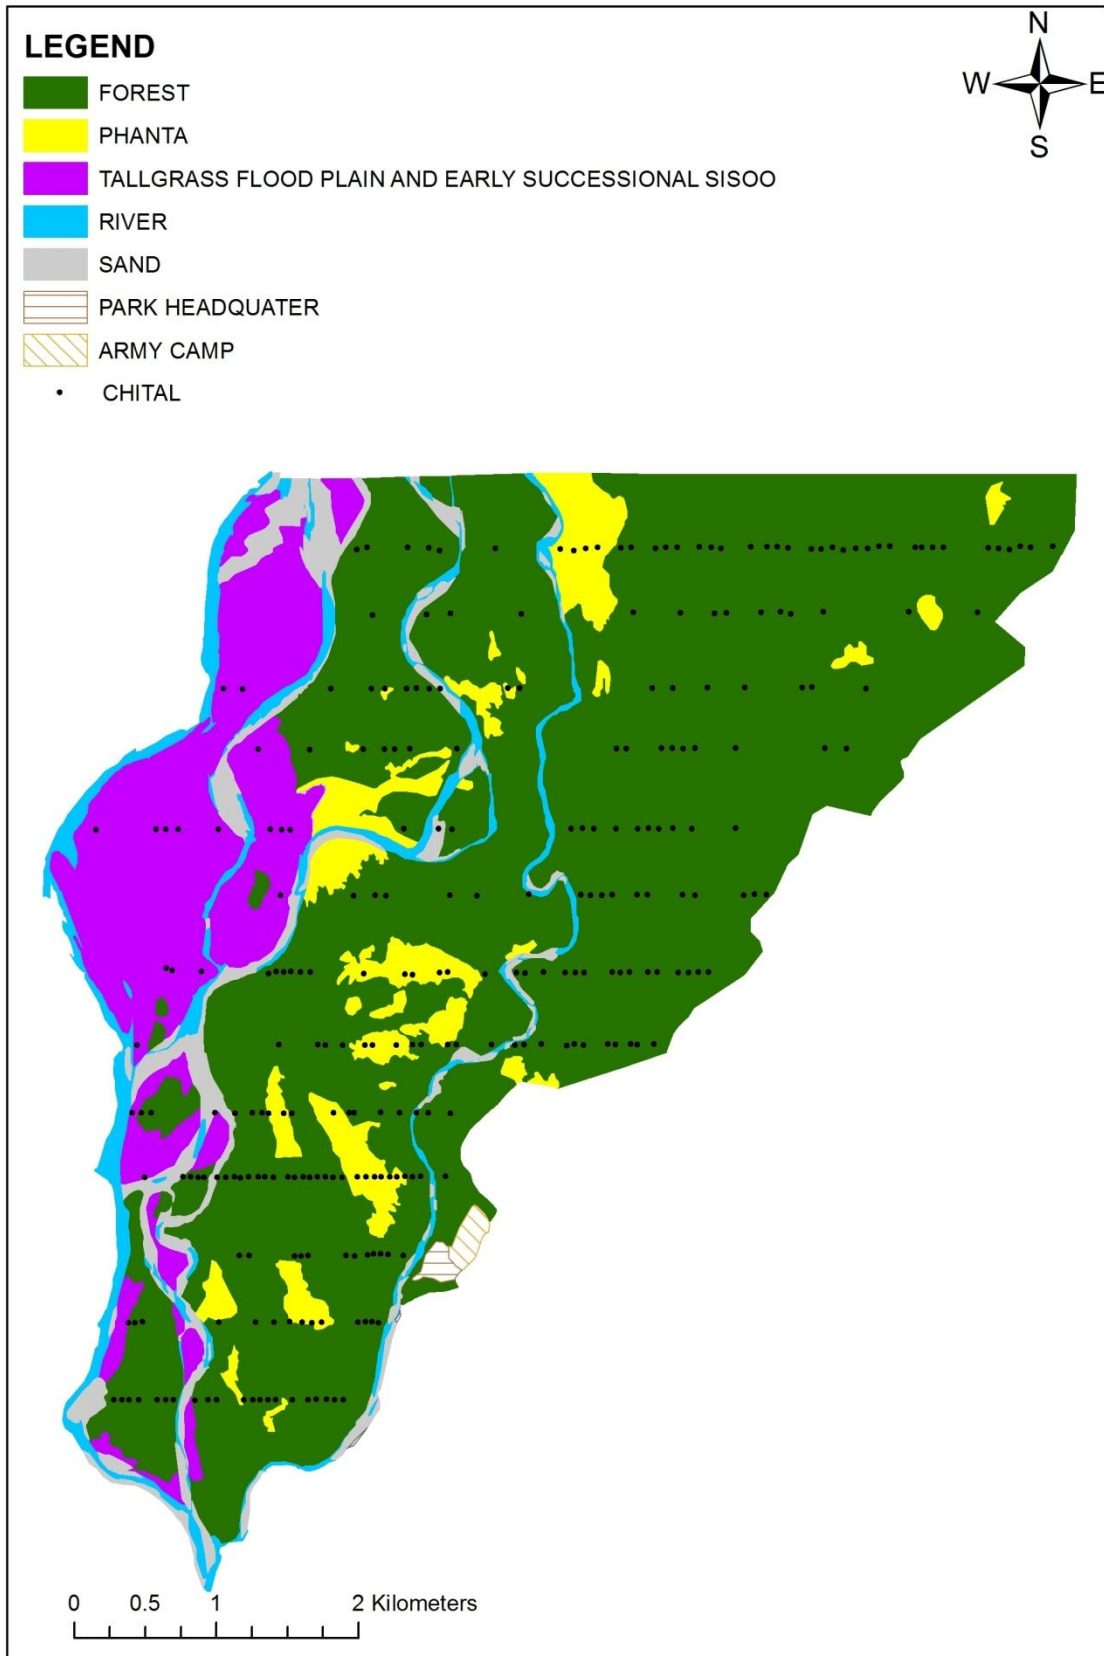 N
LEGEND
W E
FOREST
S
PHANTA
TALLGRASS FLOOD PLAIN AND EARLY SUCCESSIONAL SISOO
RIVER
SAND
PARK HEADQUATER
ARMY CAMP
CHITAL
0 0.5 1 2 Kilometers